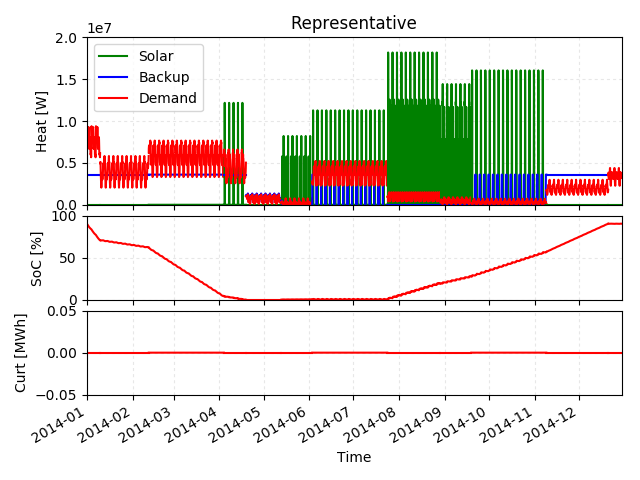 Representative
1e7
2.0
1.5
1.0
0.5
0.0
Heat [W]
Solar
Backup
Demand
100
50
0
SoC [%]
0.05
0.00
−0.05
Curt [MWh]
2014-01
2014-02
2014-03
2014-04
2014-05
2014-06
2014-07
2014-08
2014-09
2014-10
2014-11
2014-12
Time